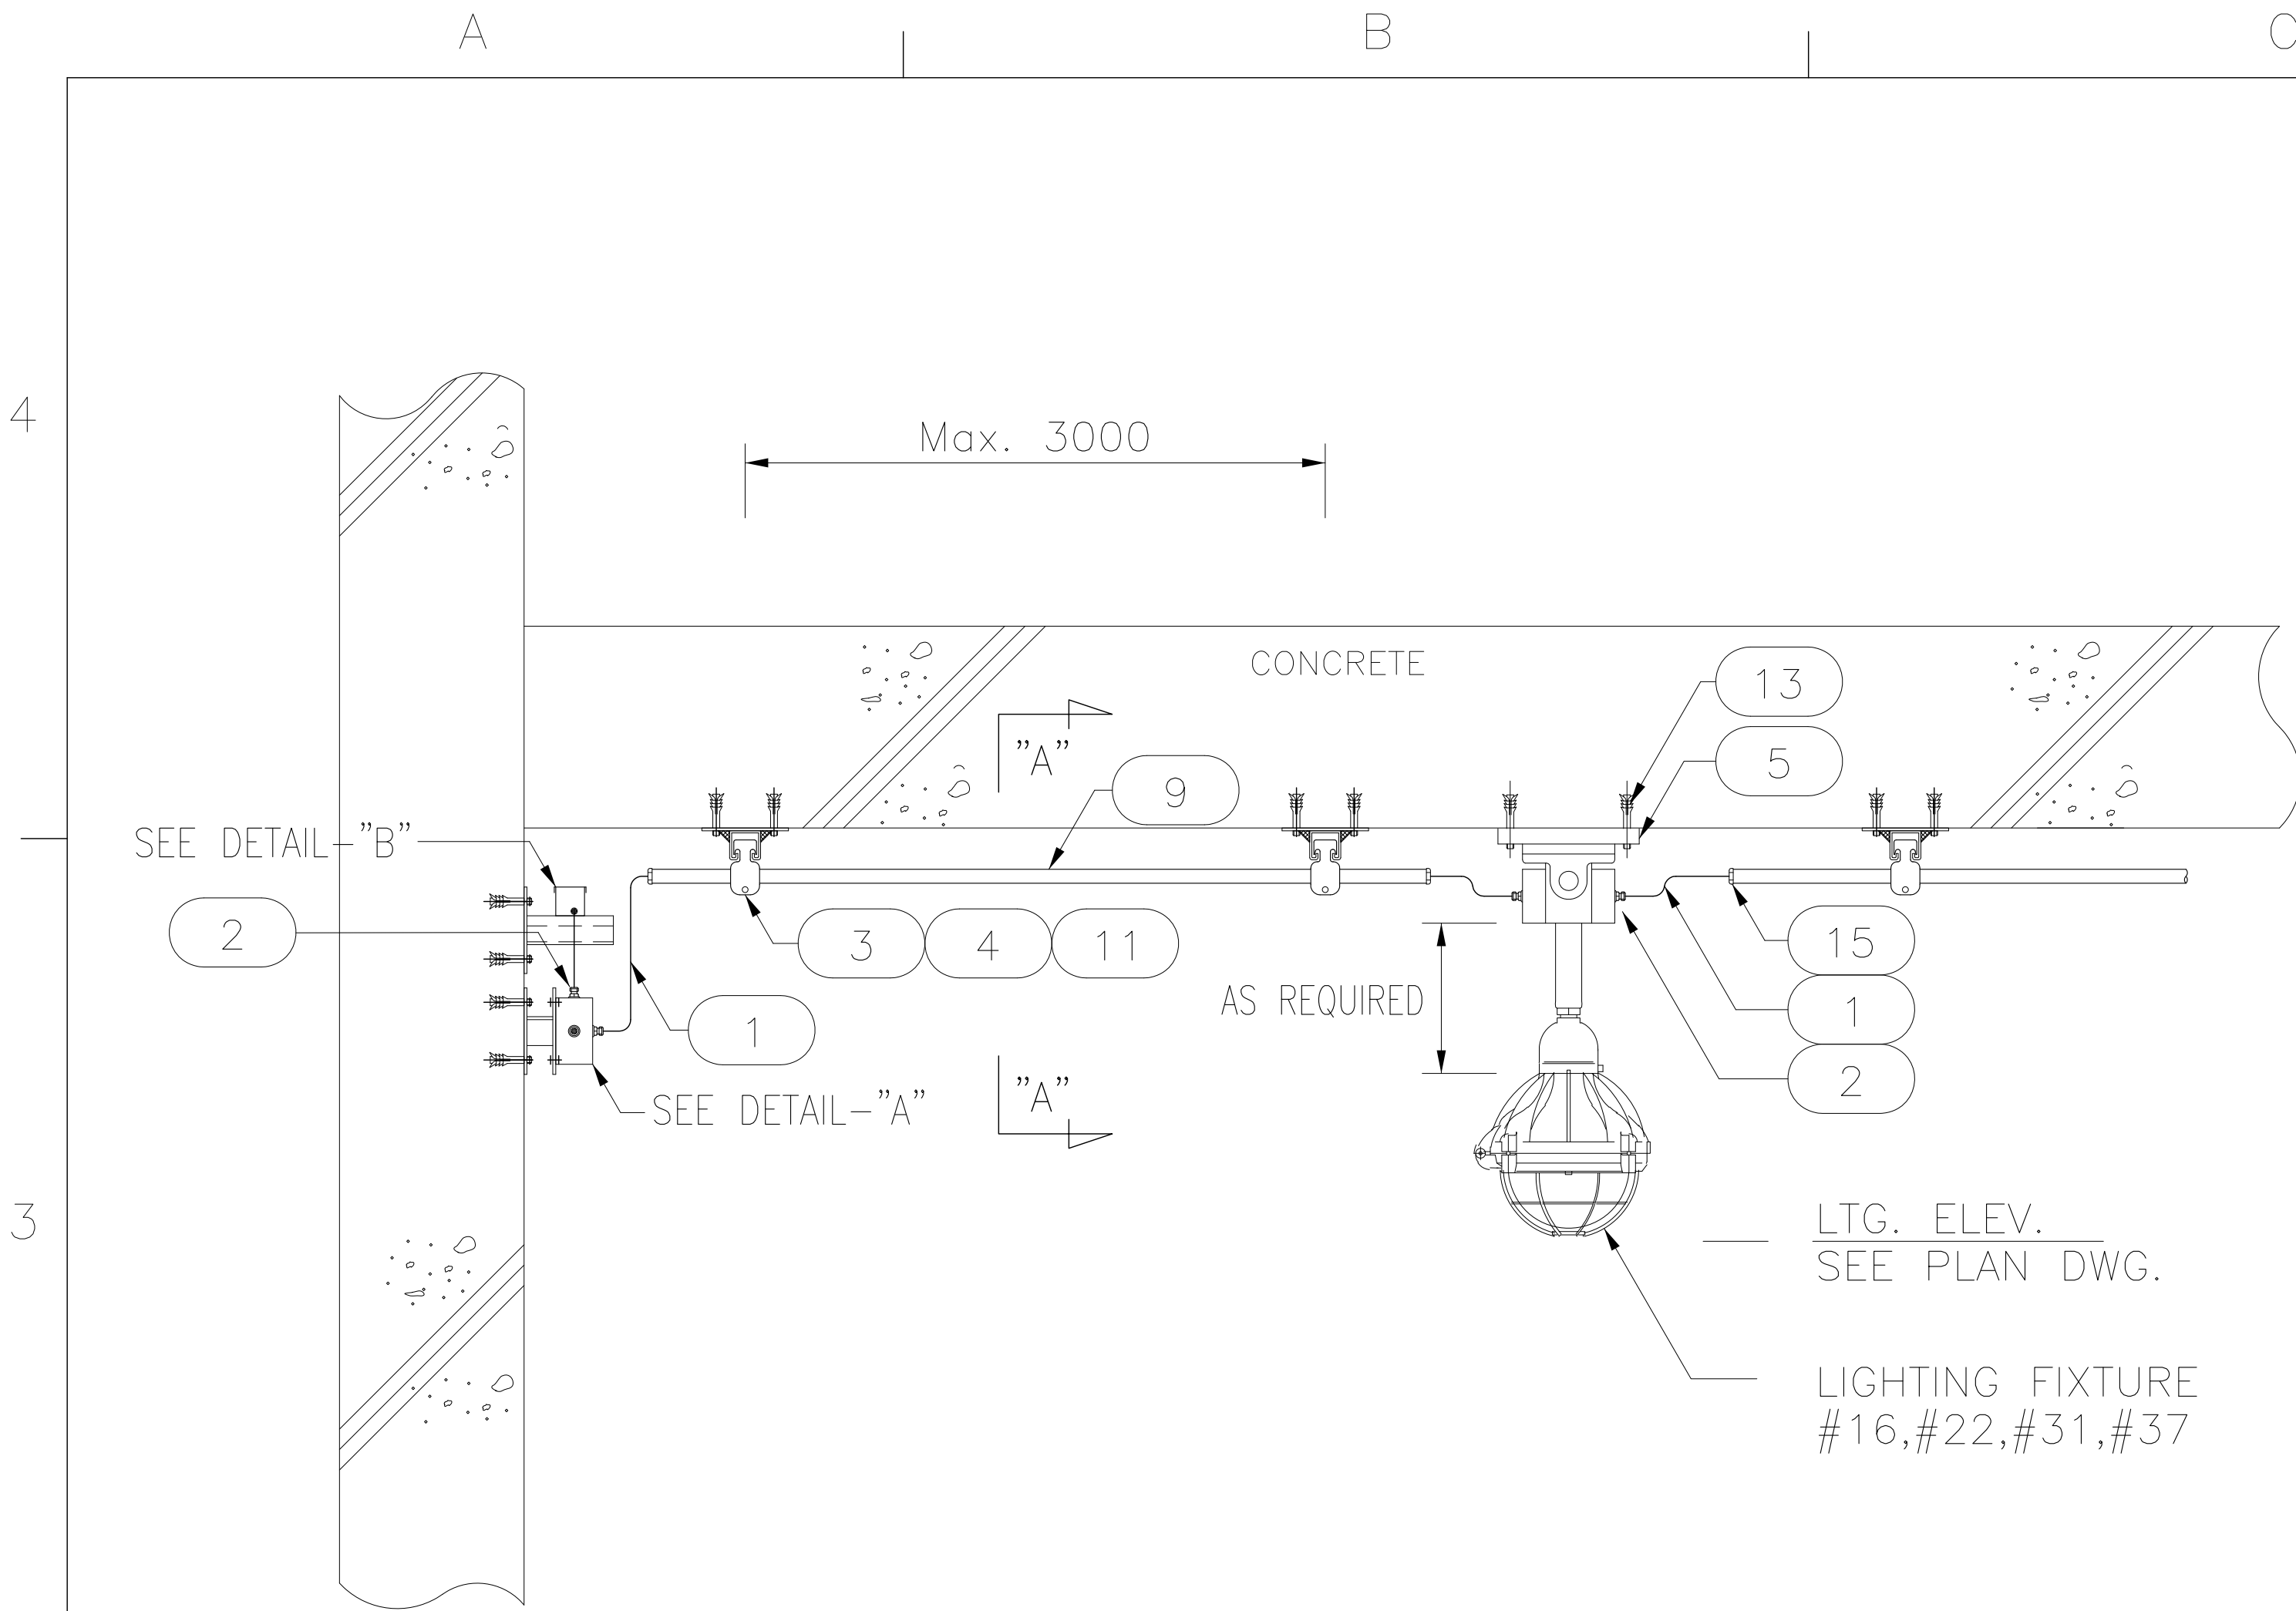 A
B
C
4
Max. 3000
CONCRETE
13
"A"
5
9
SEE DETAIL-"B"
2
3 4 11
15
AS REQUIRED
1
1
"A"
2
SEE DETAIL-"A"
3
LTG. ELEV.
SEE PLAN DWG.
LIGHTING FIXTURE
#16,#22,#31,#37